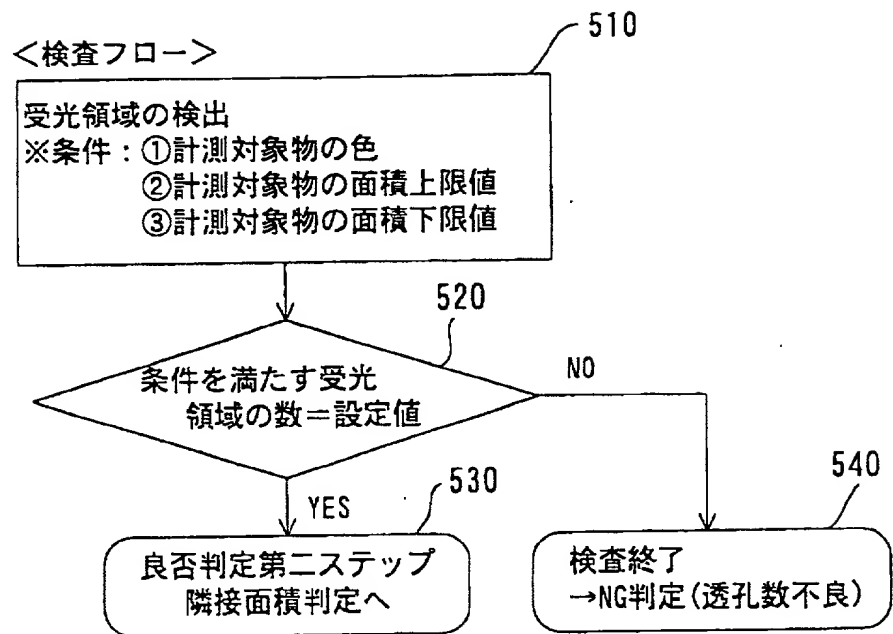 510
＜検査フロー＞
受光領域の検出
※条件：①計測対象物の色
②計測対象物の面積上限値
③計測対象物の面積下限値
520
条件を満たす受光
領域の数＝設定値
NO
YES
530
良否判定第二ステップ
隣接面積判定へ
540
検査終了
→NG判定(透孔数不良)